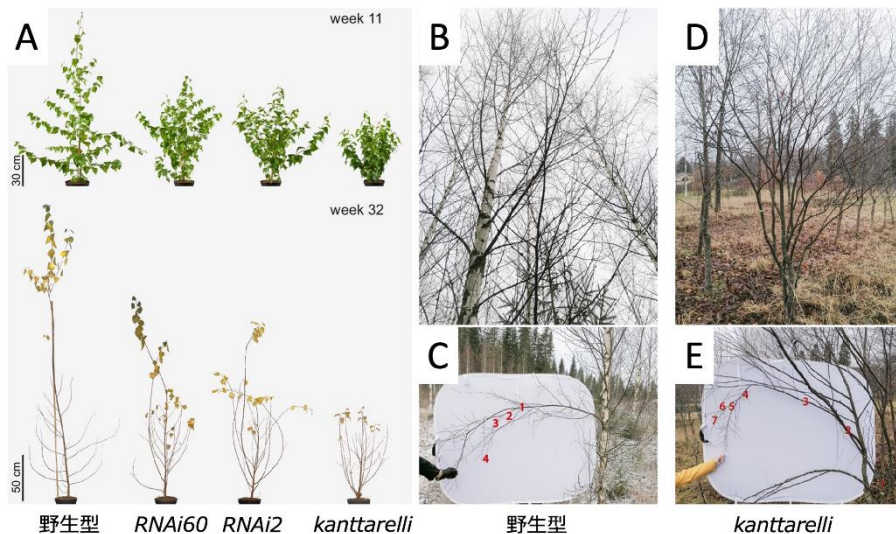 A
week 11
30 cm
week 32
50 cm
野生型
RNAi60
RNAi2
kanttarelli
B
C
1
2
3
4
野生型
D
E
3
4
5
6
7
kanttarelli